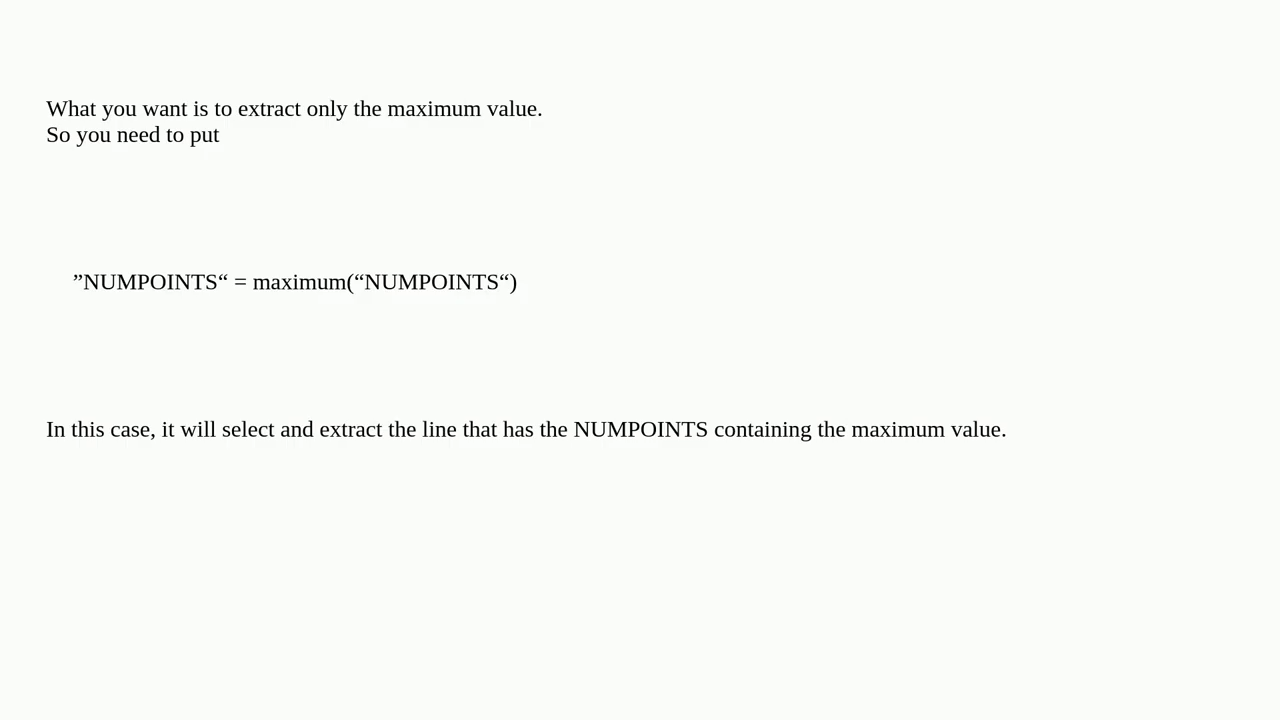 What you want is to extract only the maximum value.
So you need to put
”NUMPOINTS“ = maximum(“NUMPOINTS“)
In this case, it will select and extract the line that has the NUMPOINTS containing the maximum value.